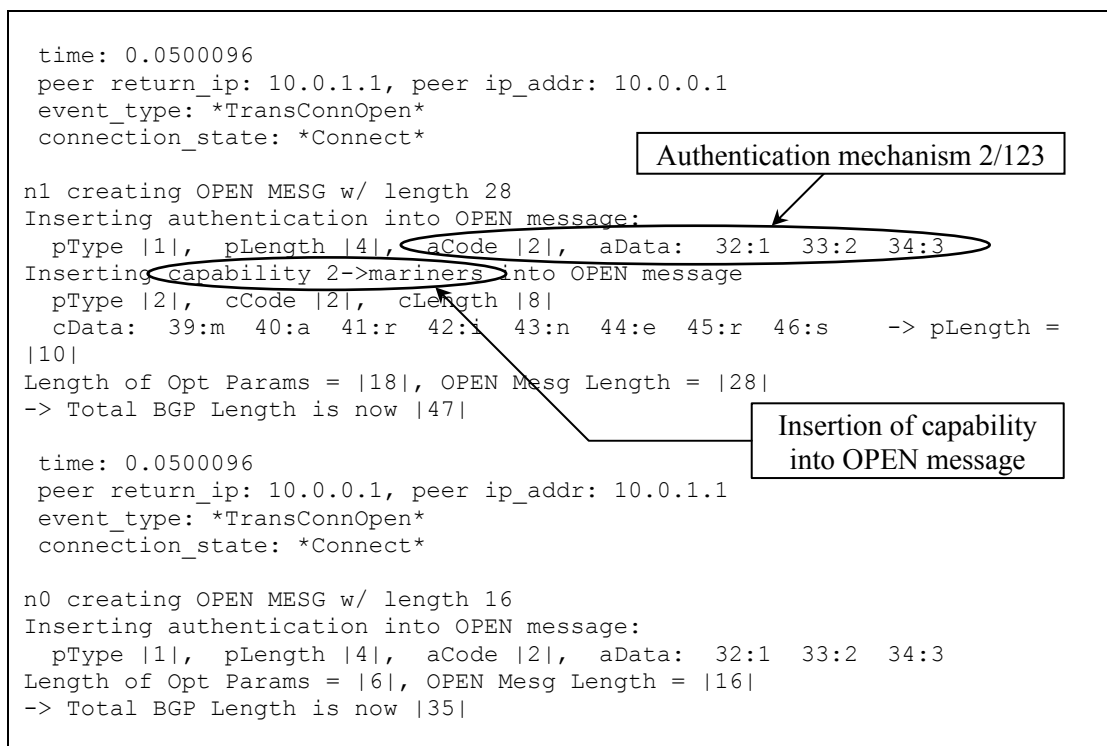 time: 0.0500096
peer return_ip: 10.0.1.1, peer ip_addr: 10.0.0.1
event_type: *TransConnOpen*
connection_state: *Connect*
Authentication mechanism 2/123
n1 creating OPEN MESG w/ length 28
Inserting authentication into OPEN message:
pType |1|, pLength |4|, aCode |2|, aData: 32:1 33:2 34:3
Inserting capability 2->mariners into OPEN message
pType |2|, cCode |2|, cLength |8|
cData: 39:m 40:a 41:r 42:i 43:n 44:e 45:r 46:s -> pLength =
|10|
Length of Opt Params = |18|, OPEN Mesg Length = |28|
-> Total BGP Length is now |47|
Insertion of capability
into OPEN message
time: 0.0500096
peer return_ip: 10.0.0.1, peer ip_addr: 10.0.1.1
event_type: *TransConnOpen*
connection_state: *Connect*
n0 creating OPEN MESG w/ length 16
Inserting authentication into OPEN message:
pType |1|, pLength |4|, aCode |2|, aData: 32:1 33:2 34:3
Length of Opt Params = |6|, OPEN Mesg Length = |16|
-> Total BGP Length is now |35|